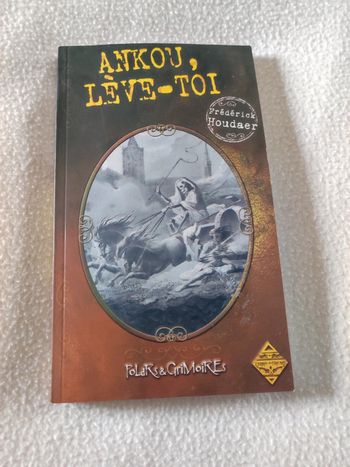 ANKOU,
LÈVE-TOI
Frédérick
Houdaer
PoLaRs & GriMoiREs